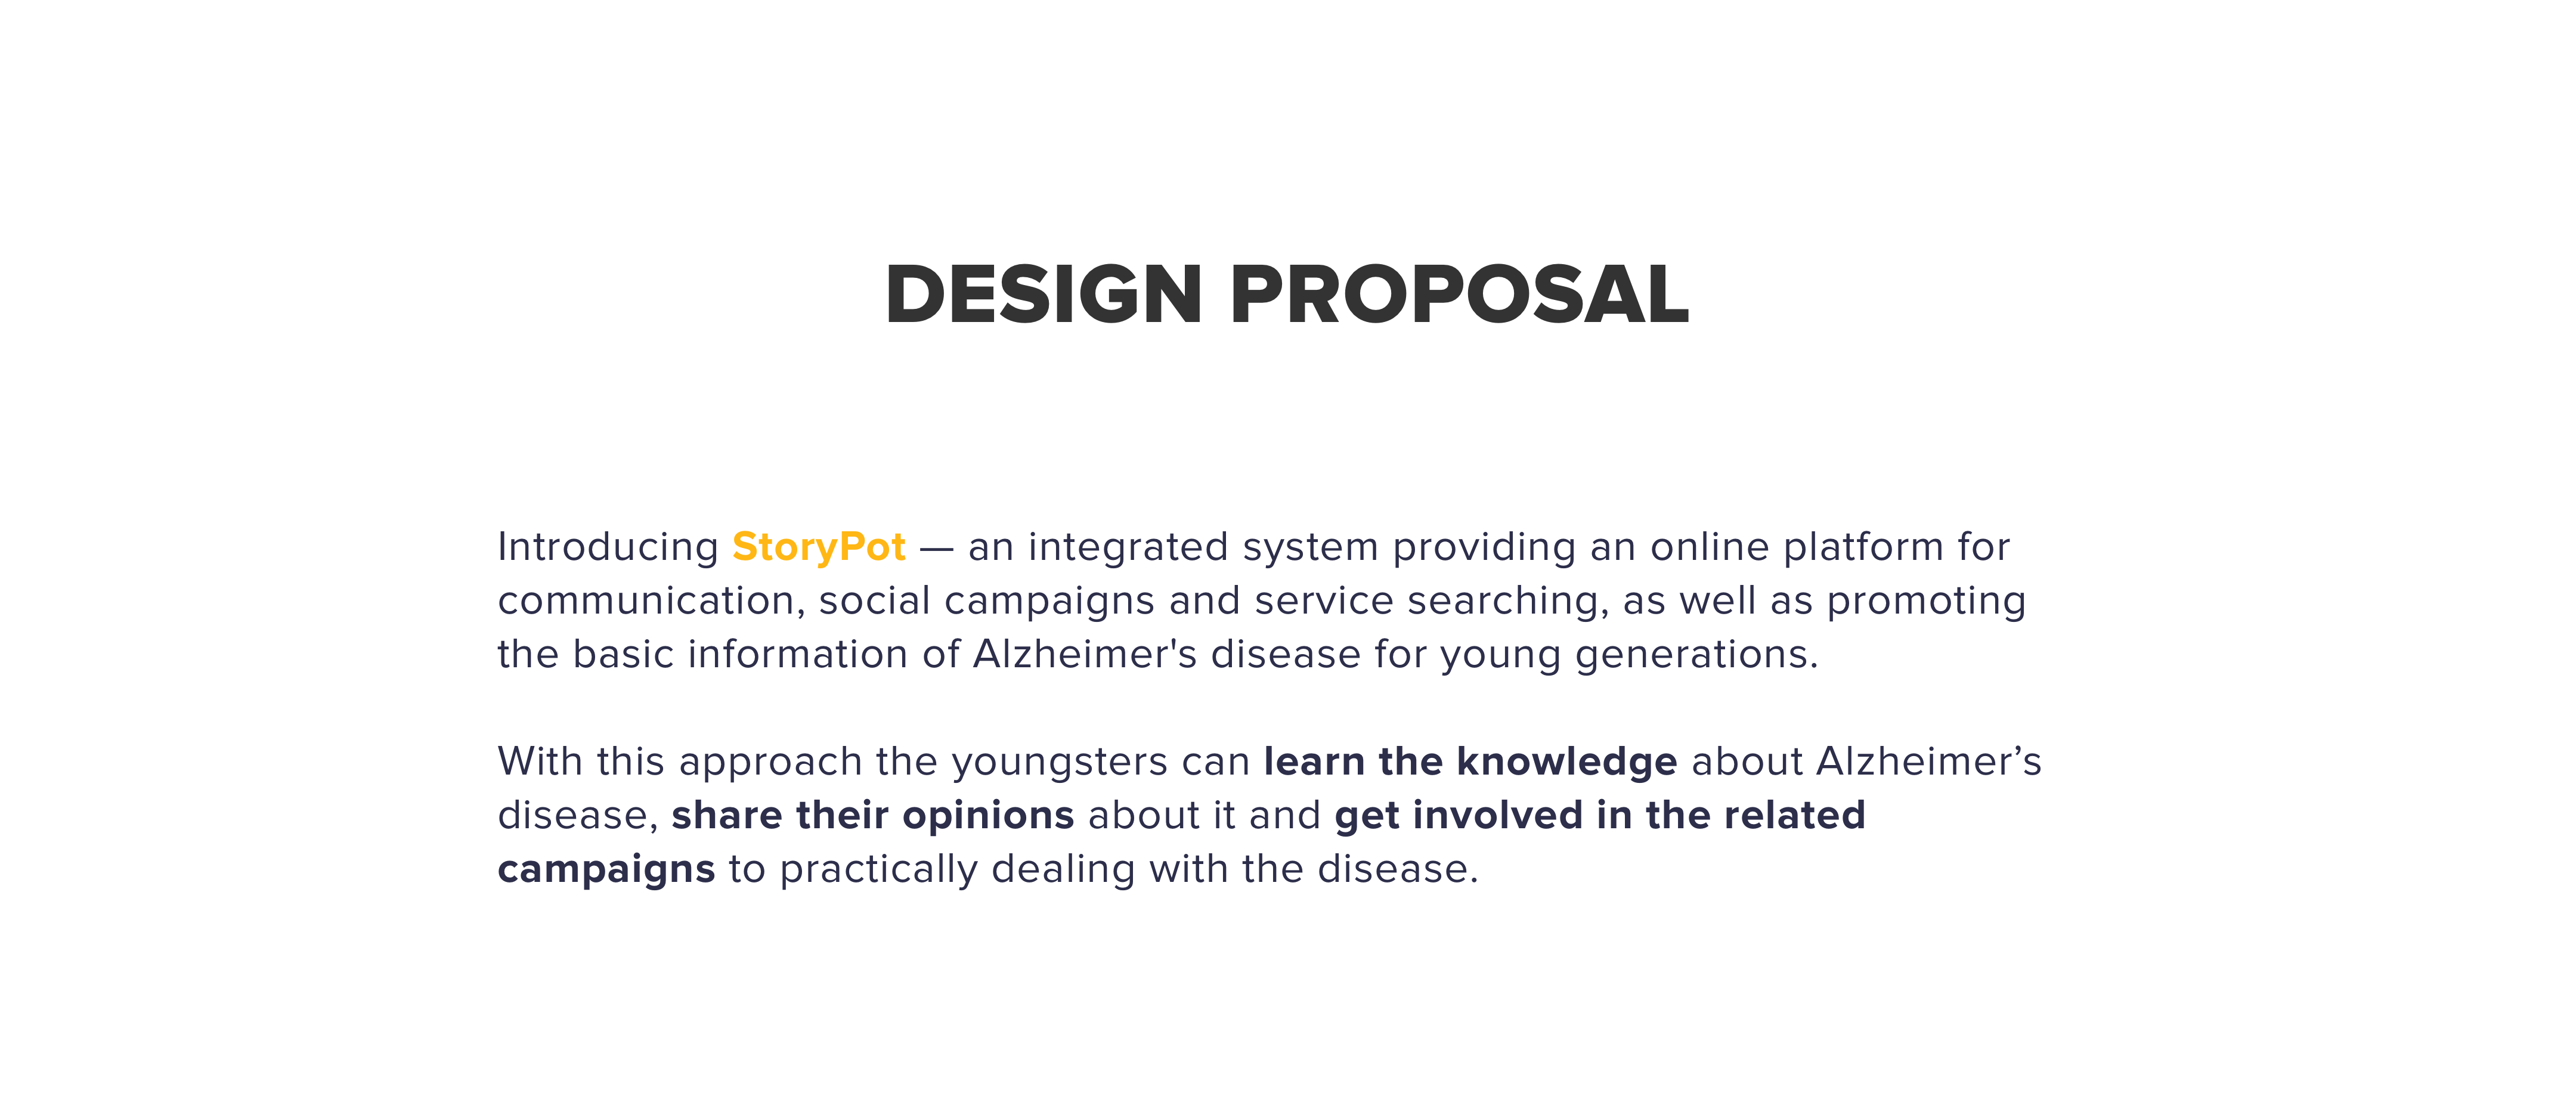 DESIGN PROPOSAL
Introducing StoryPot — an integrated system providing an online platform for
communication, social campaigns and service searching, as well as promoting
the basic information of Alzheimer's disease for young generations.
With this approach the youngsters can learn the knowledge about Alzheimer’s
disease, share their opinions about it and get involved in the related
campaigns to practically dealing with the disease.